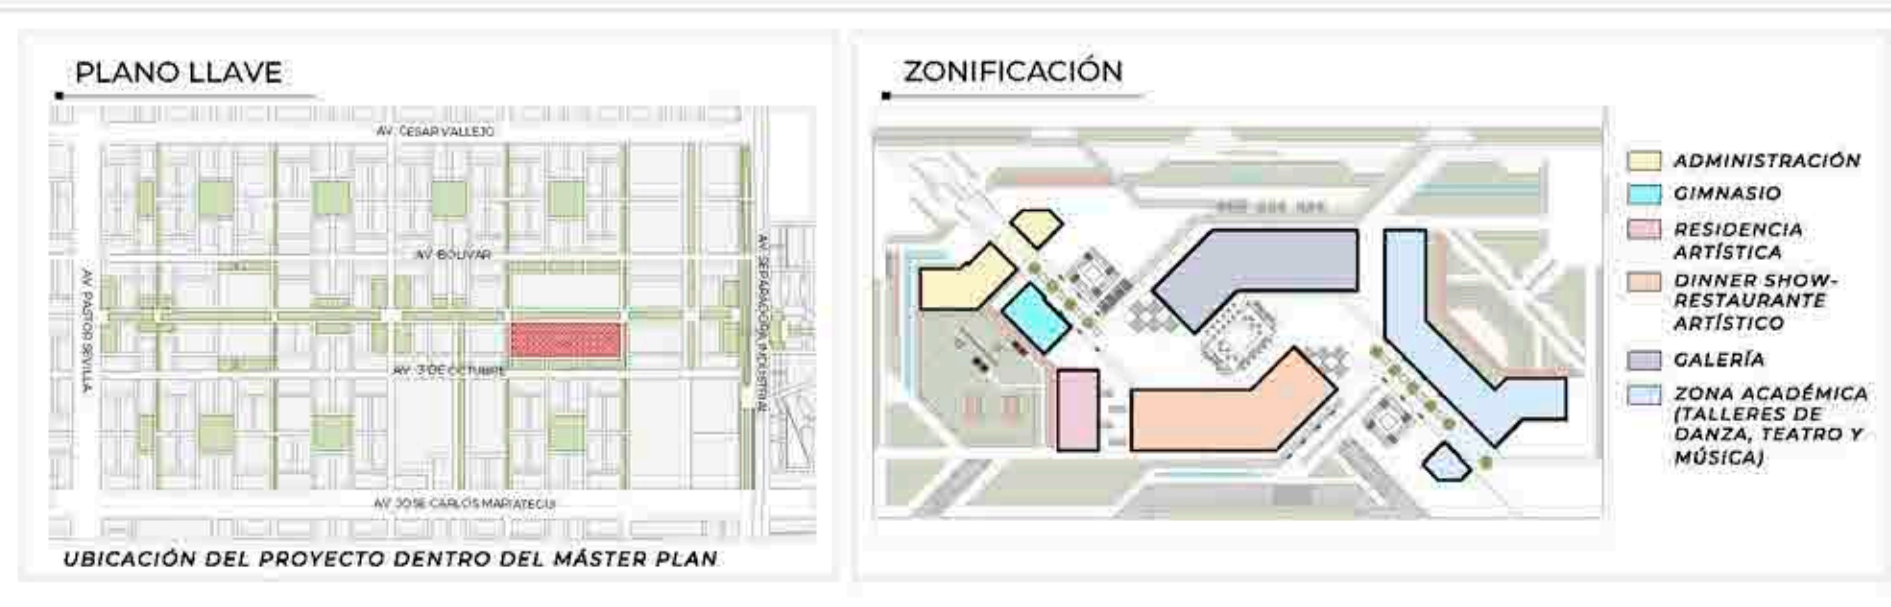 PLANO LLAVE
AV. CESAR VALLEJO
AV. BOLIVAR
AV. PASTOR SEVILLA
AV. SEPARADORA INDUSTRIAL
AV. 3 DE OCTUBRE
AV. JOSE CARLOS MARIATEGUI
UBICACIÓN DEL PROYECTO DENTRO DEL MÁSTER PLAN
ZONIFICACIÓN
ADMINISTRACIÓN
GIMNASIO
RESIDENCIA
ARTÍSTICA
DINNER SHOW-
RESTAURANTE
ARTÍSTICO
GALERÍA
ZONA ACADÉMICA
(TALLERES DE
DANZA, TEATRO Y
MÚSICA)